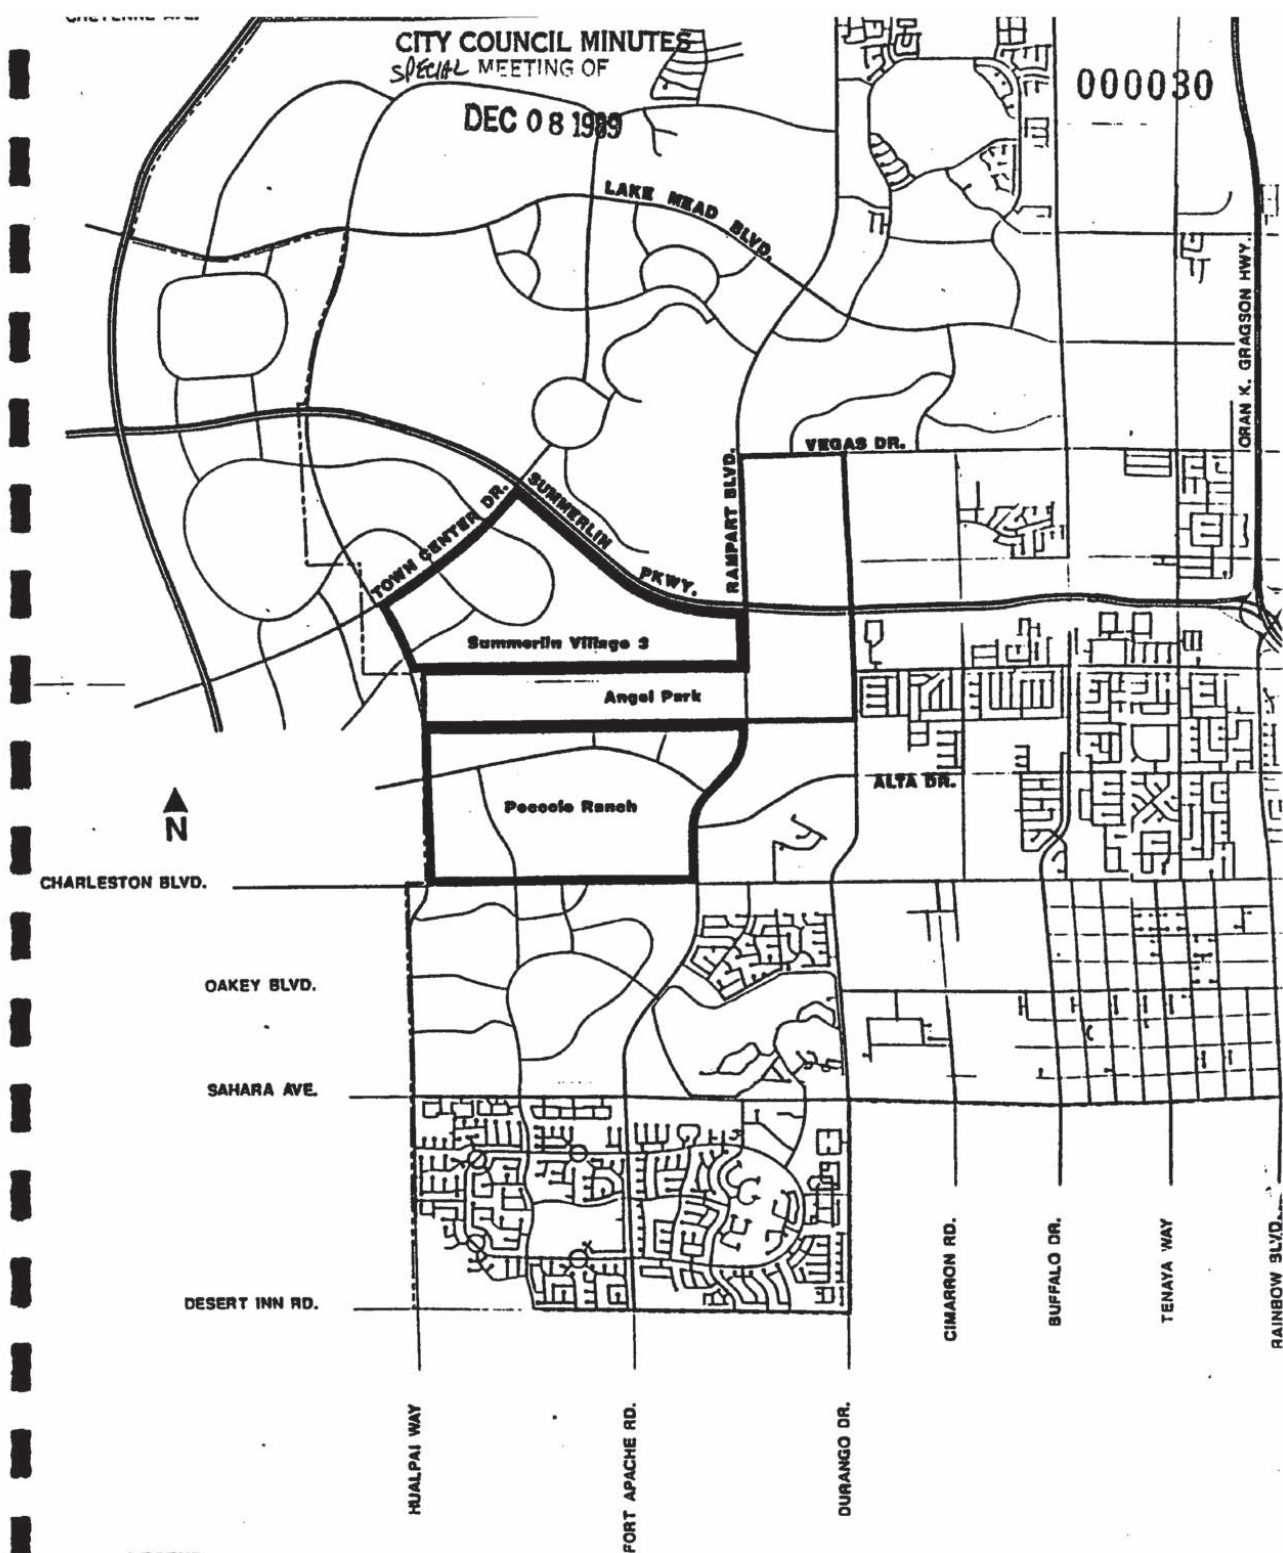 CITY COUNCIL MINUTES
SPECIAL MEETING OF
DEC 08 1989
000030
LAKE MEAD BLVD.
ORAN K. GRAGSON HWY.
VEGAS DR.
RAMPART BLVD.
TOWN CENTER DR.
SUMMERLIN PKWY.
Summerlin Village 3
Angel Park
ALTA DR.
Peccole Ranch
N
CHARLESTON BLVD.
OAKEY BLVD.
SAHARA AVE.
DESERT INN RD.
CIMARRON RD.
BUFFALO DR.
TENAYA WAY
RAINBOW BLVD.
HUALPAI WAY
FORT APACHE RD.
DURANGO DR.